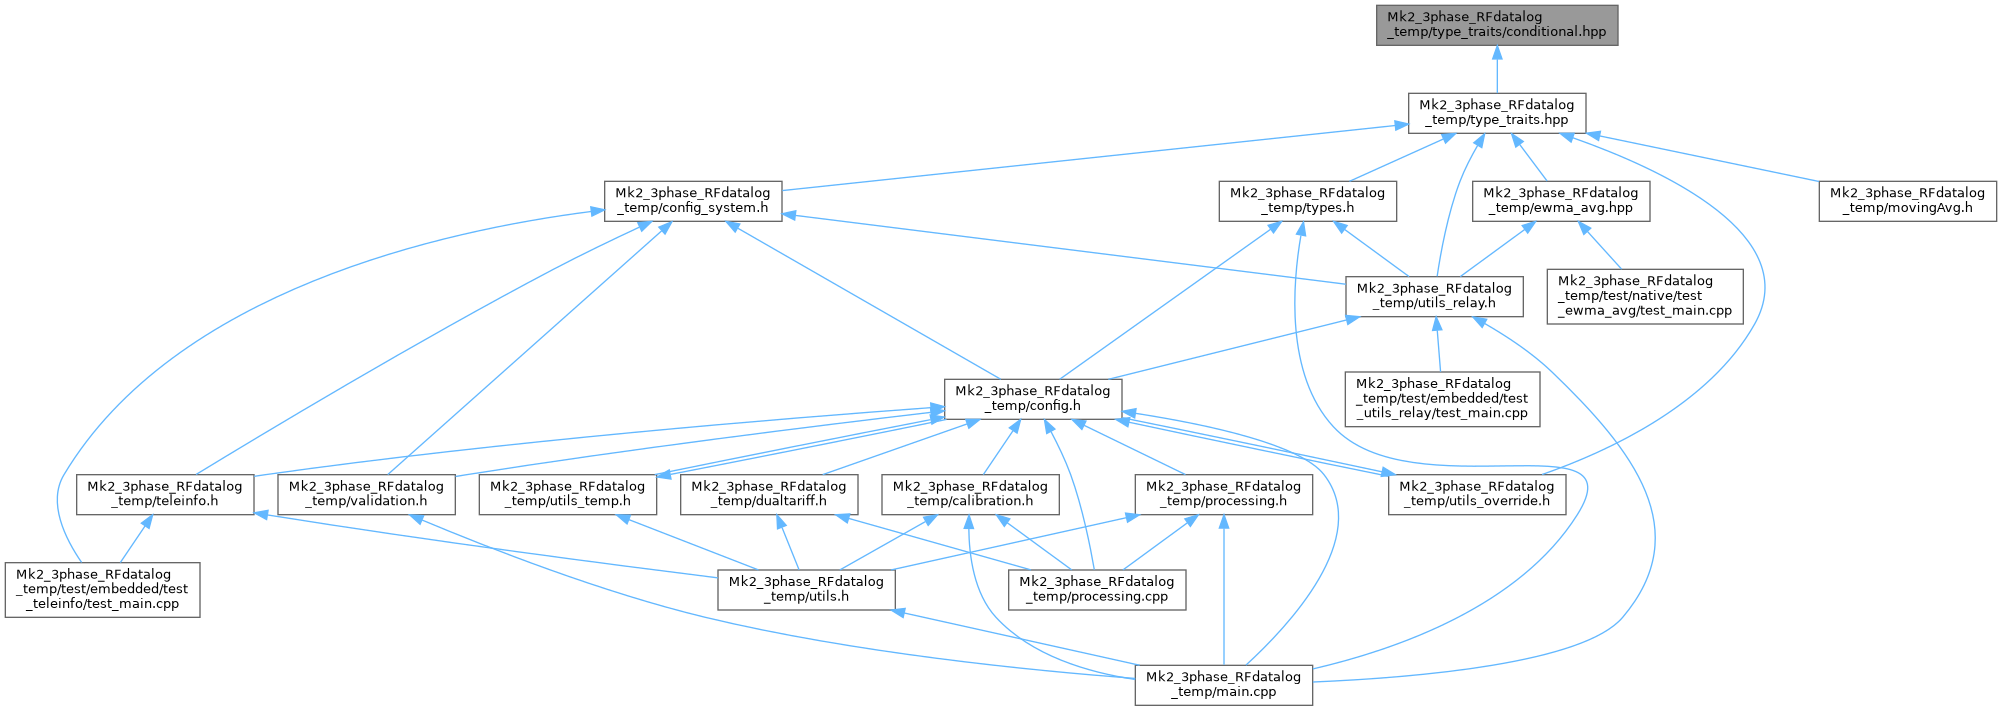 Mk2_3phase_RFdatalog
_temp/type_traits/conditional.hpp
Mk2_3phase_RFdatalog
_temp/type_traits.hpp
Mk2_3phase_RFdatalog
_temp/config_system.h
Mk2_3phase_RFdatalog
_temp/types.h
Mk2_3phase_RFdatalog
_temp/ewma_avg.hpp
Mk2_3phase_RFdatalog
_temp/movingAvg.h
Mk2_3phase_RFdatalog
_temp/utils_relay.h
Mk2_3phase_RFdatalog
_temp/test/native/test
_ewma_avg/test_main.cpp
Mk2_3phase_RFdatalog
_temp/config.h
Mk2_3phase_RFdatalog
_temp/test/embedded/test
_utils_relay/test_main.cpp
Mk2_3phase_RFdatalog
_temp/teleinfo.h
Mk2_3phase_RFdatalog
_temp/validation.h
Mk2_3phase_RFdatalog
_temp/utils_temp.h
Mk2_3phase_RFdatalog
_temp/dualtariff.h
Mk2_3phase_RFdatalog
_temp/calibration.h
Mk2_3phase_RFdatalog
_temp/processing.h
Mk2_3phase_RFdatalog
_temp/utils_override.h
Mk2_3phase_RFdatalog
_temp/test/embedded/test
_teleinfo/test_main.cpp
Mk2_3phase_RFdatalog
_temp/utils.h
Mk2_3phase_RFdatalog
_temp/processing.cpp
Mk2_3phase_RFdatalog
_temp/main.cpp